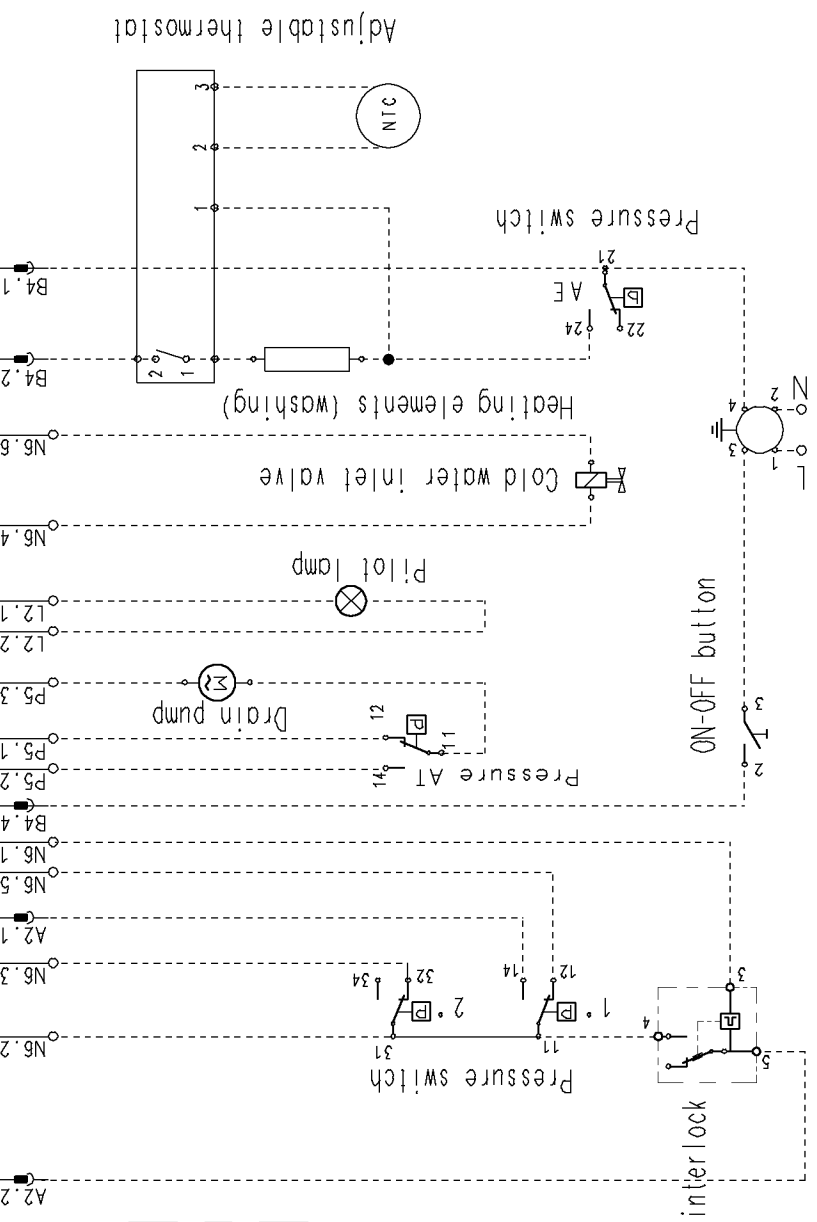 Adjustable thermostat
3
NTC
2
1
Pressure switch
21
B4.1
AE
P
24
22
B4.2
2
1
Heating elements (washing)
N
2
4
N6.6
3
1
L
Cold water inlet valve
N6.4
Pilot lamp
L2.1
L2.2
ON-OFF button
P5.3
M
Drain pump
12
P
11
3
P5.1
14
Pressure AT
2
P5.2
B4.4
N6.1
N6.5
A2.1
N6.3
34
32
14
12
3
P
2°
P
1°
4
N6.2
31
11
5
Pressure switch
interlock
A2.2